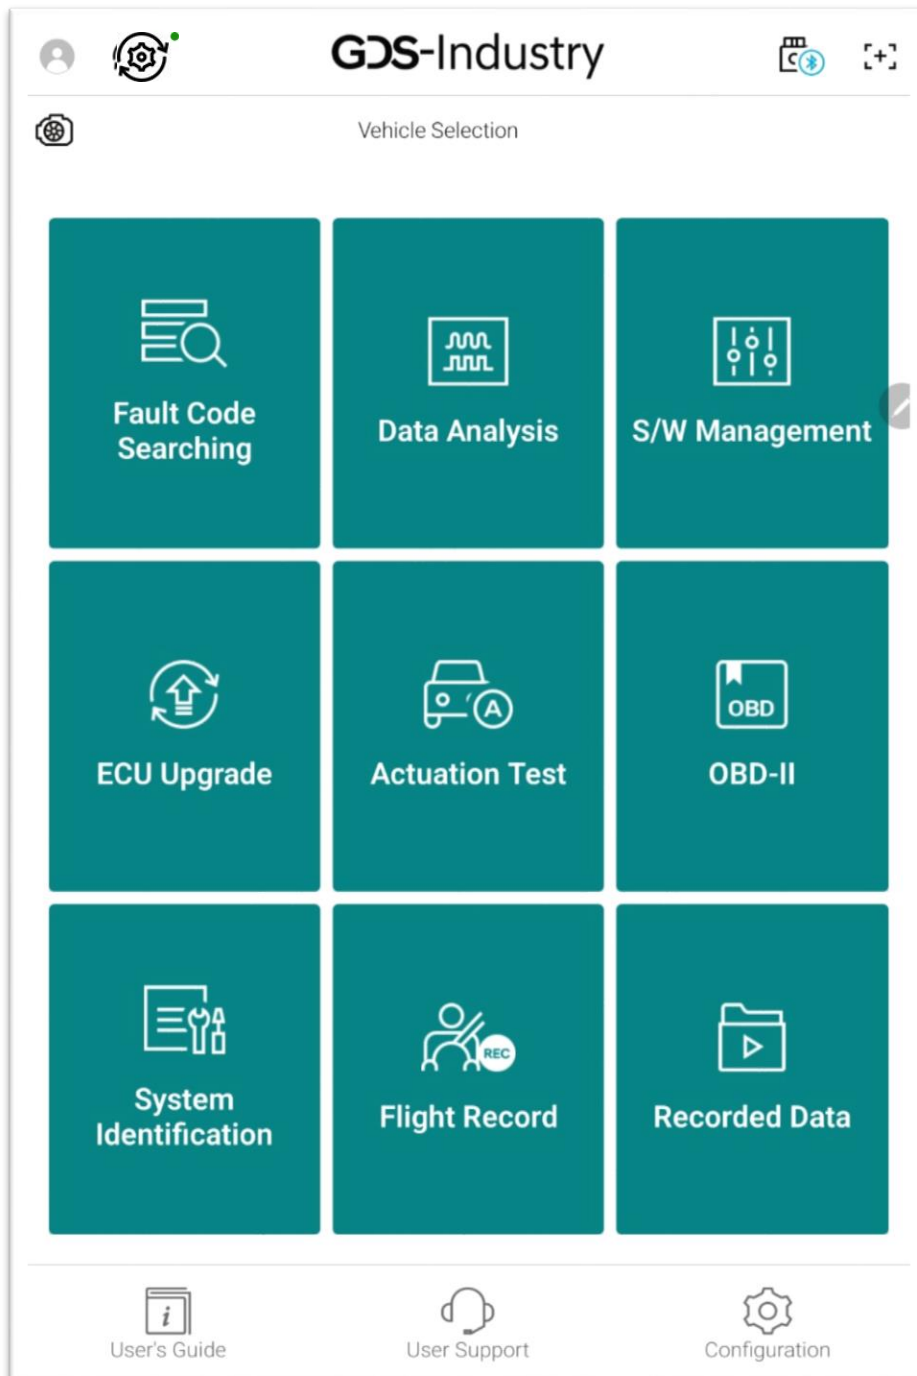 GDS-Industry
Vehicle Selection
Fault Code
Searching
Data Analysis
S/W Management
ECU Upgrade
A
Actuation Test
OBD
OBD-II
System
Identification
REC
Flight Record
Recorded Data
i
User's Guide
User Support
Configuration